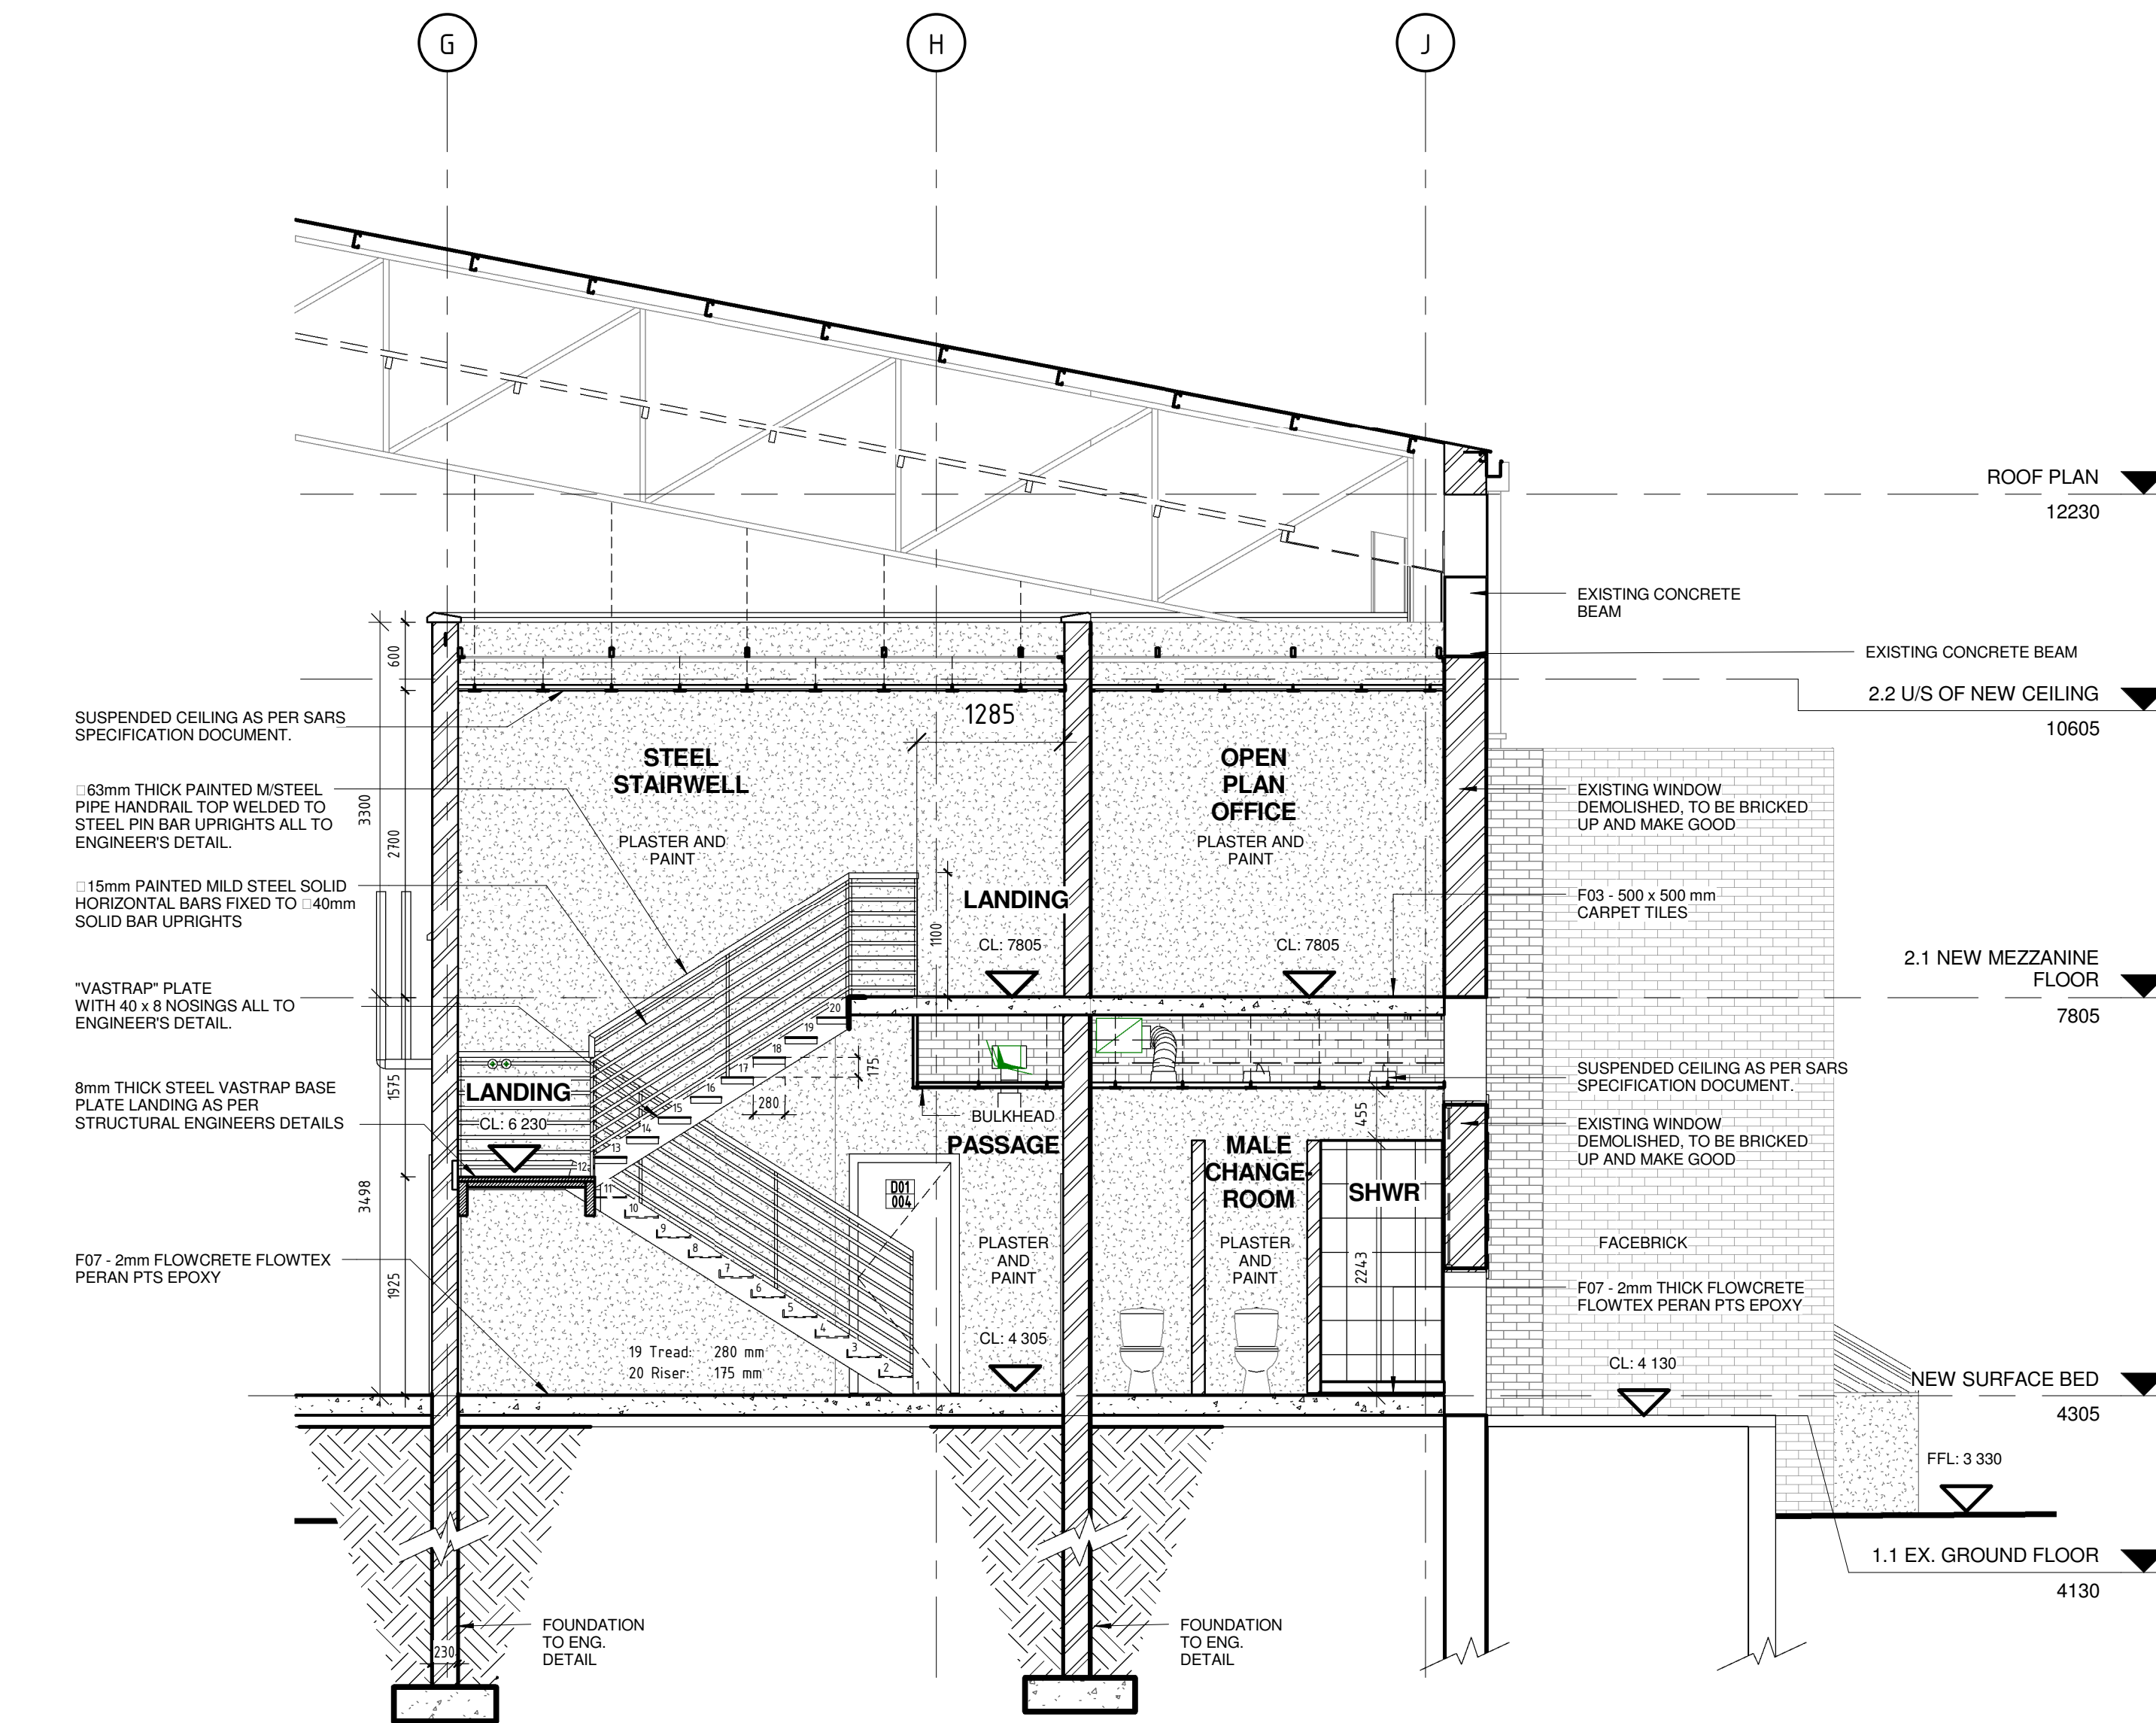 G
H
J
ROOF PLAN
12230
EXISTING CONCRETE
BEAM
EXISTING CONCRETE BEAM
2.2 U/S OF NEW CEILING
10605
600
3300
2700
1285
SUSPENDED CEILING AS PER SARS
SPECIFICATION DOCUMENT.
□63mm THICK PAINTED M/STEEL
PIPE HANDRAIL TOP WELDED TO
STEEL PIN BAR UPRIGHTS ALL TO
ENGINEER'S DETAIL.
□15mm PAINTED MILD STEEL SOLID
HORIZONTAL BARS FIXED TO □40mm
SOLID BAR UPRIGHTS
"VASTRAP" PLATE
WITH 40 x 8 NOSINGS ALL TO
ENGINEER'S DETAIL.
8mm THICK STEEL VASTRAP BASE
PLATE LANDING AS PER
STRUCTURAL ENGINEERS DETAILS
F07 - 2mm FLOWCRETE FLOWTEX
PERAN PTS EPOXY
STEEL
STAIRWELL
PLASTER AND
PAINT
OPEN
PLAN
OFFICE
PLASTER AND
PAINT
LANDING
CL: 7805
CL: 7805
1100
EXISTING WINDOW
DEMOLISHED, TO BE BRICKED
UP AND MAKE GOOD
F03 - 500 x 500 mm
CARPET TILES
2.1 NEW MEZZANINE
FLOOR
7805
20
19
18
17
16
15
14
13
12
11
10
9
8
7
6
5
4
3
2
1
175
280
1575
3498
1925
LANDING
CL: 6 230
BULKHEAD
PASSAGE
D01
004
PLASTER
AND
PAINT
CL: 4 305
MALE
CHANGE
ROOM
PLASTER
AND
PAINT
SHWR
455
2243
SUSPENDED CEILING AS PER SARS
SPECIFICATION DOCUMENT.
EXISTING WINDOW
DEMOLISHED, TO BE BRICKED
UP AND MAKE GOOD
FACEBRICK
F07 - 2mm THICK FLOWCRETE
FLOWTEX PERAN PTS EPOXY
CL: 4 130
19 Tread: 280 mm
20 Riser: 175 mm
NEW SURFACE BED
4305
FFL: 3 330
1.1 EX. GROUND FLOOR
4130
FOUNDATION
TO ENG.
DETAIL
230
FOUNDATION
TO ENG.
DETAIL